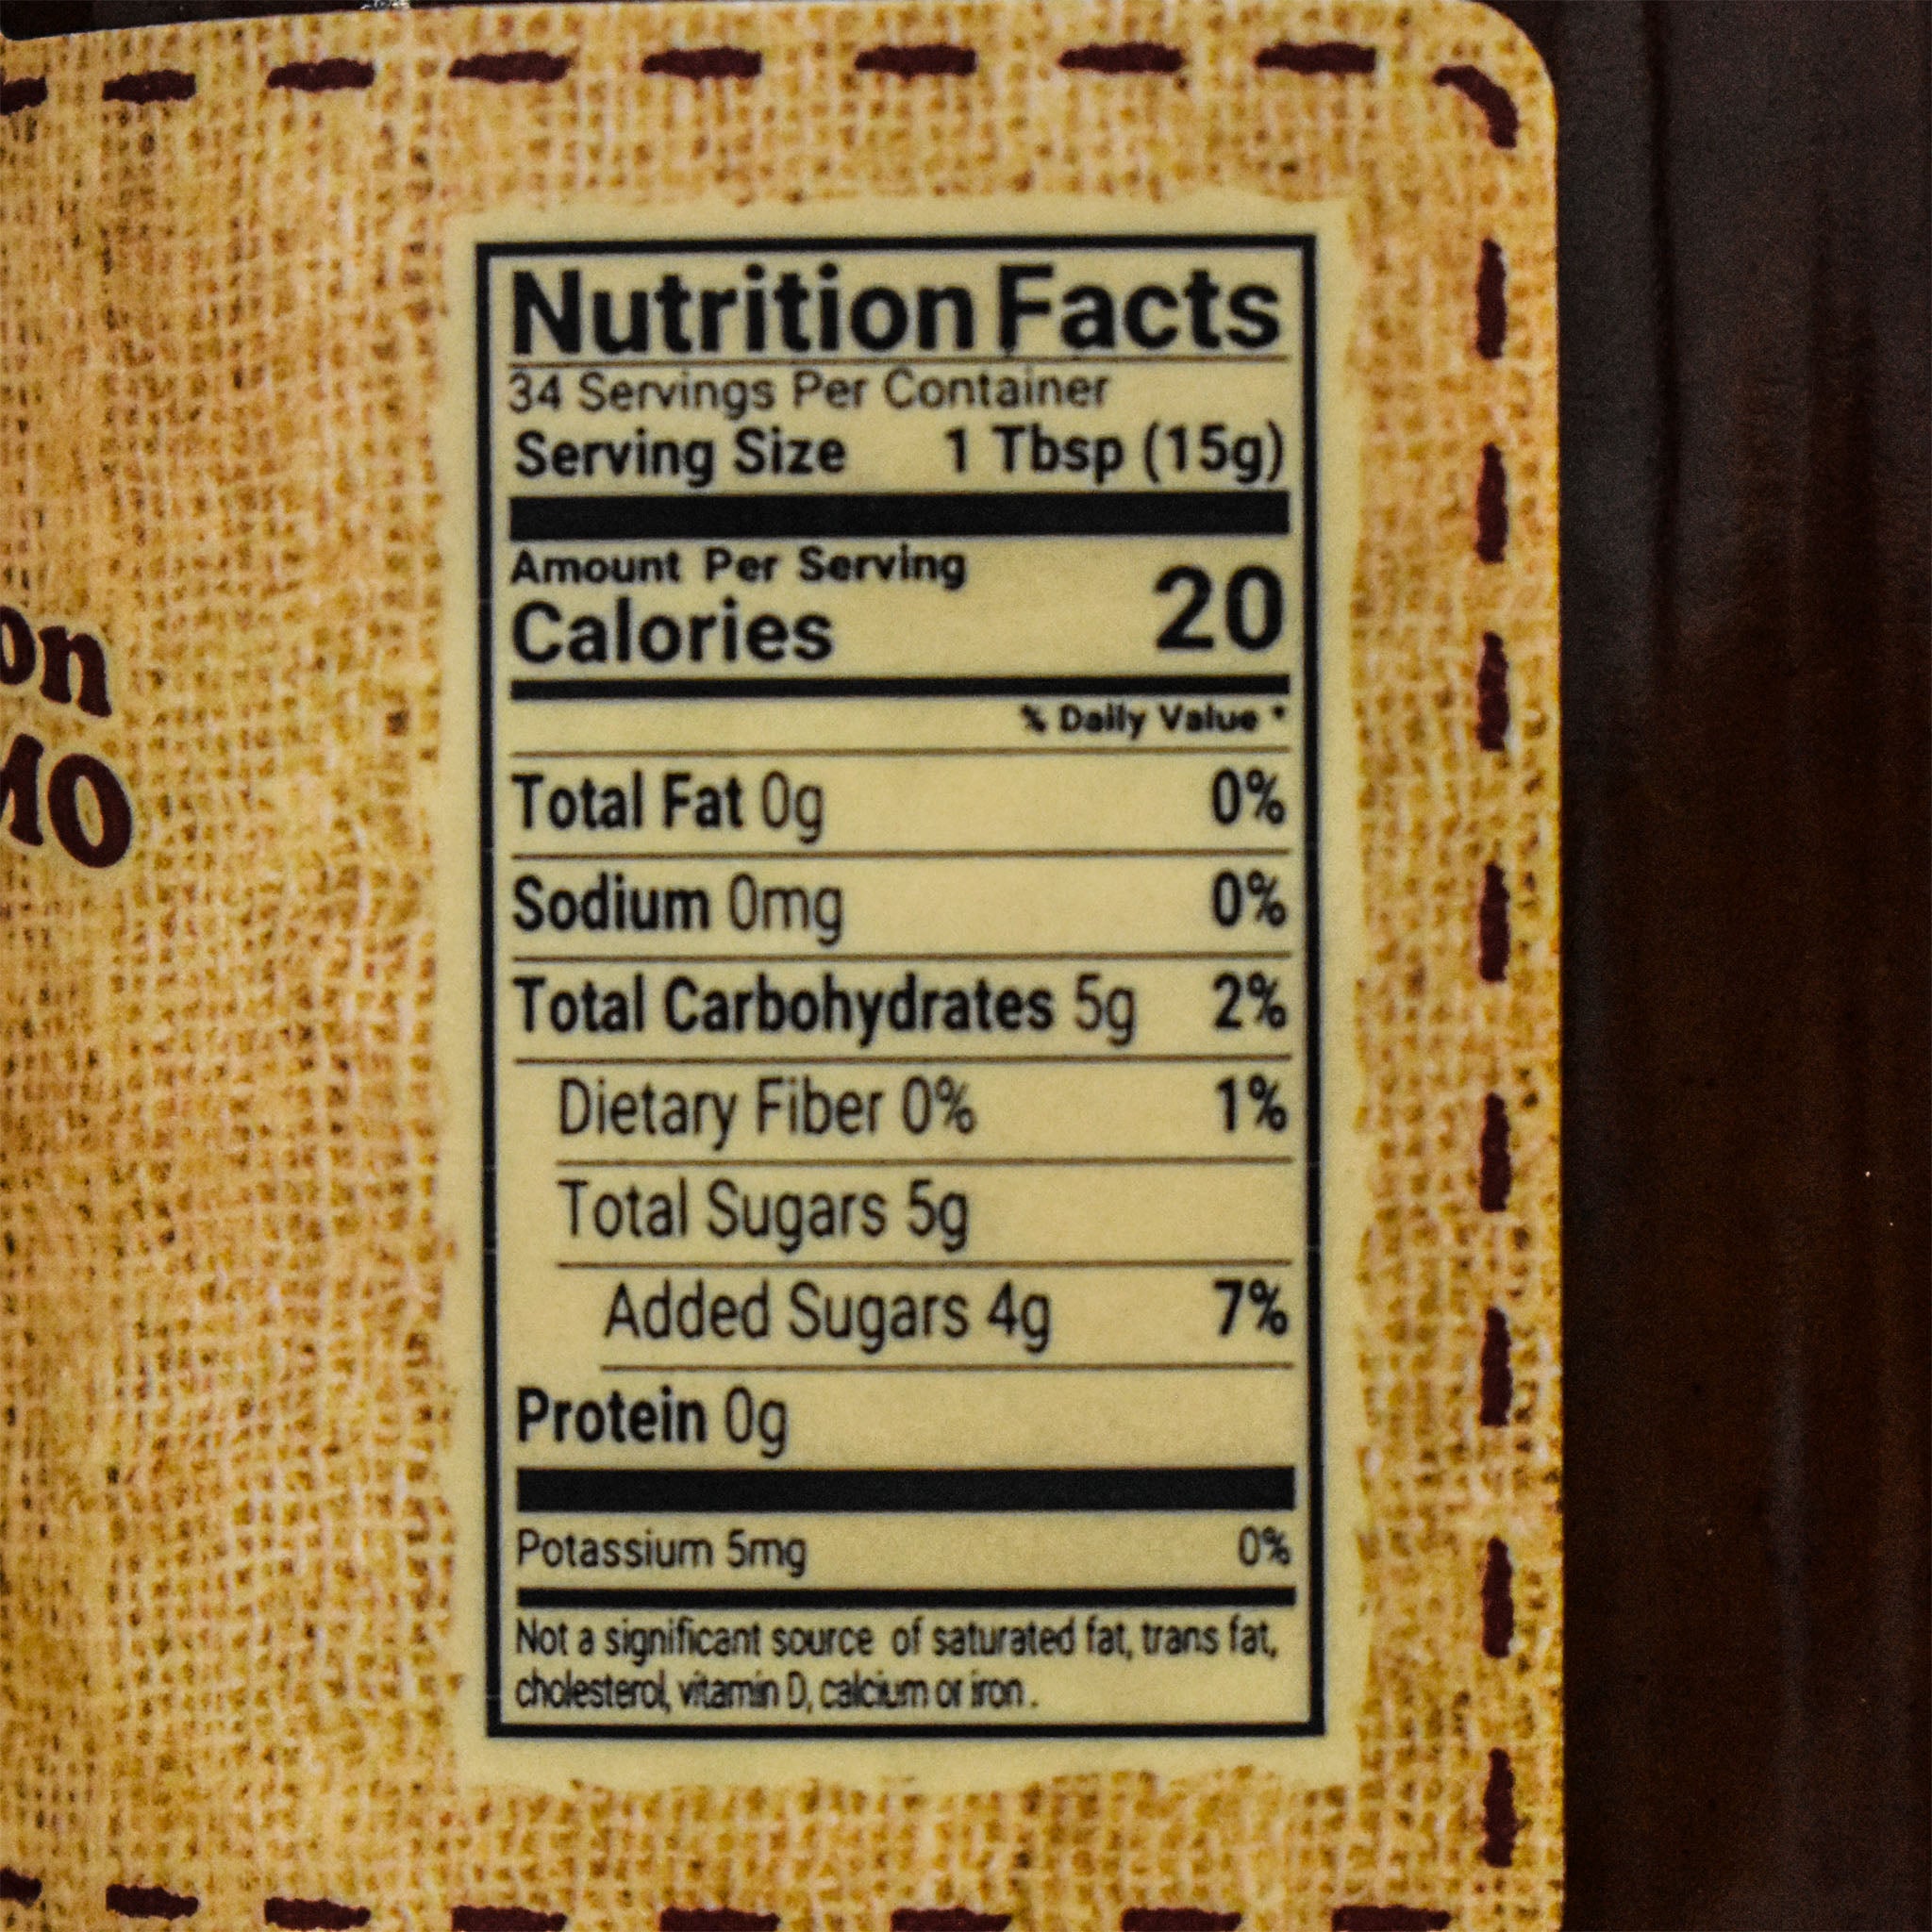 on
MO
Nutrition Facts
34 Servings Per Container
Serving Size 1 Tbsp (15g)
Amount Per Serving
Calories 20
% Daily Value *
Total Fat 0g 0%
Sodium 0mg 0%
Total Carbohydrates 5g 2%
Dietary Fiber 0% 1%
Total Sugars 5g
Added Sugars 4g 7%
Protein 0g
Potassium 5mg 0%
Not a significant source of saturated fat, trans fat,
cholesterol, vitamin D, calcium or iron.